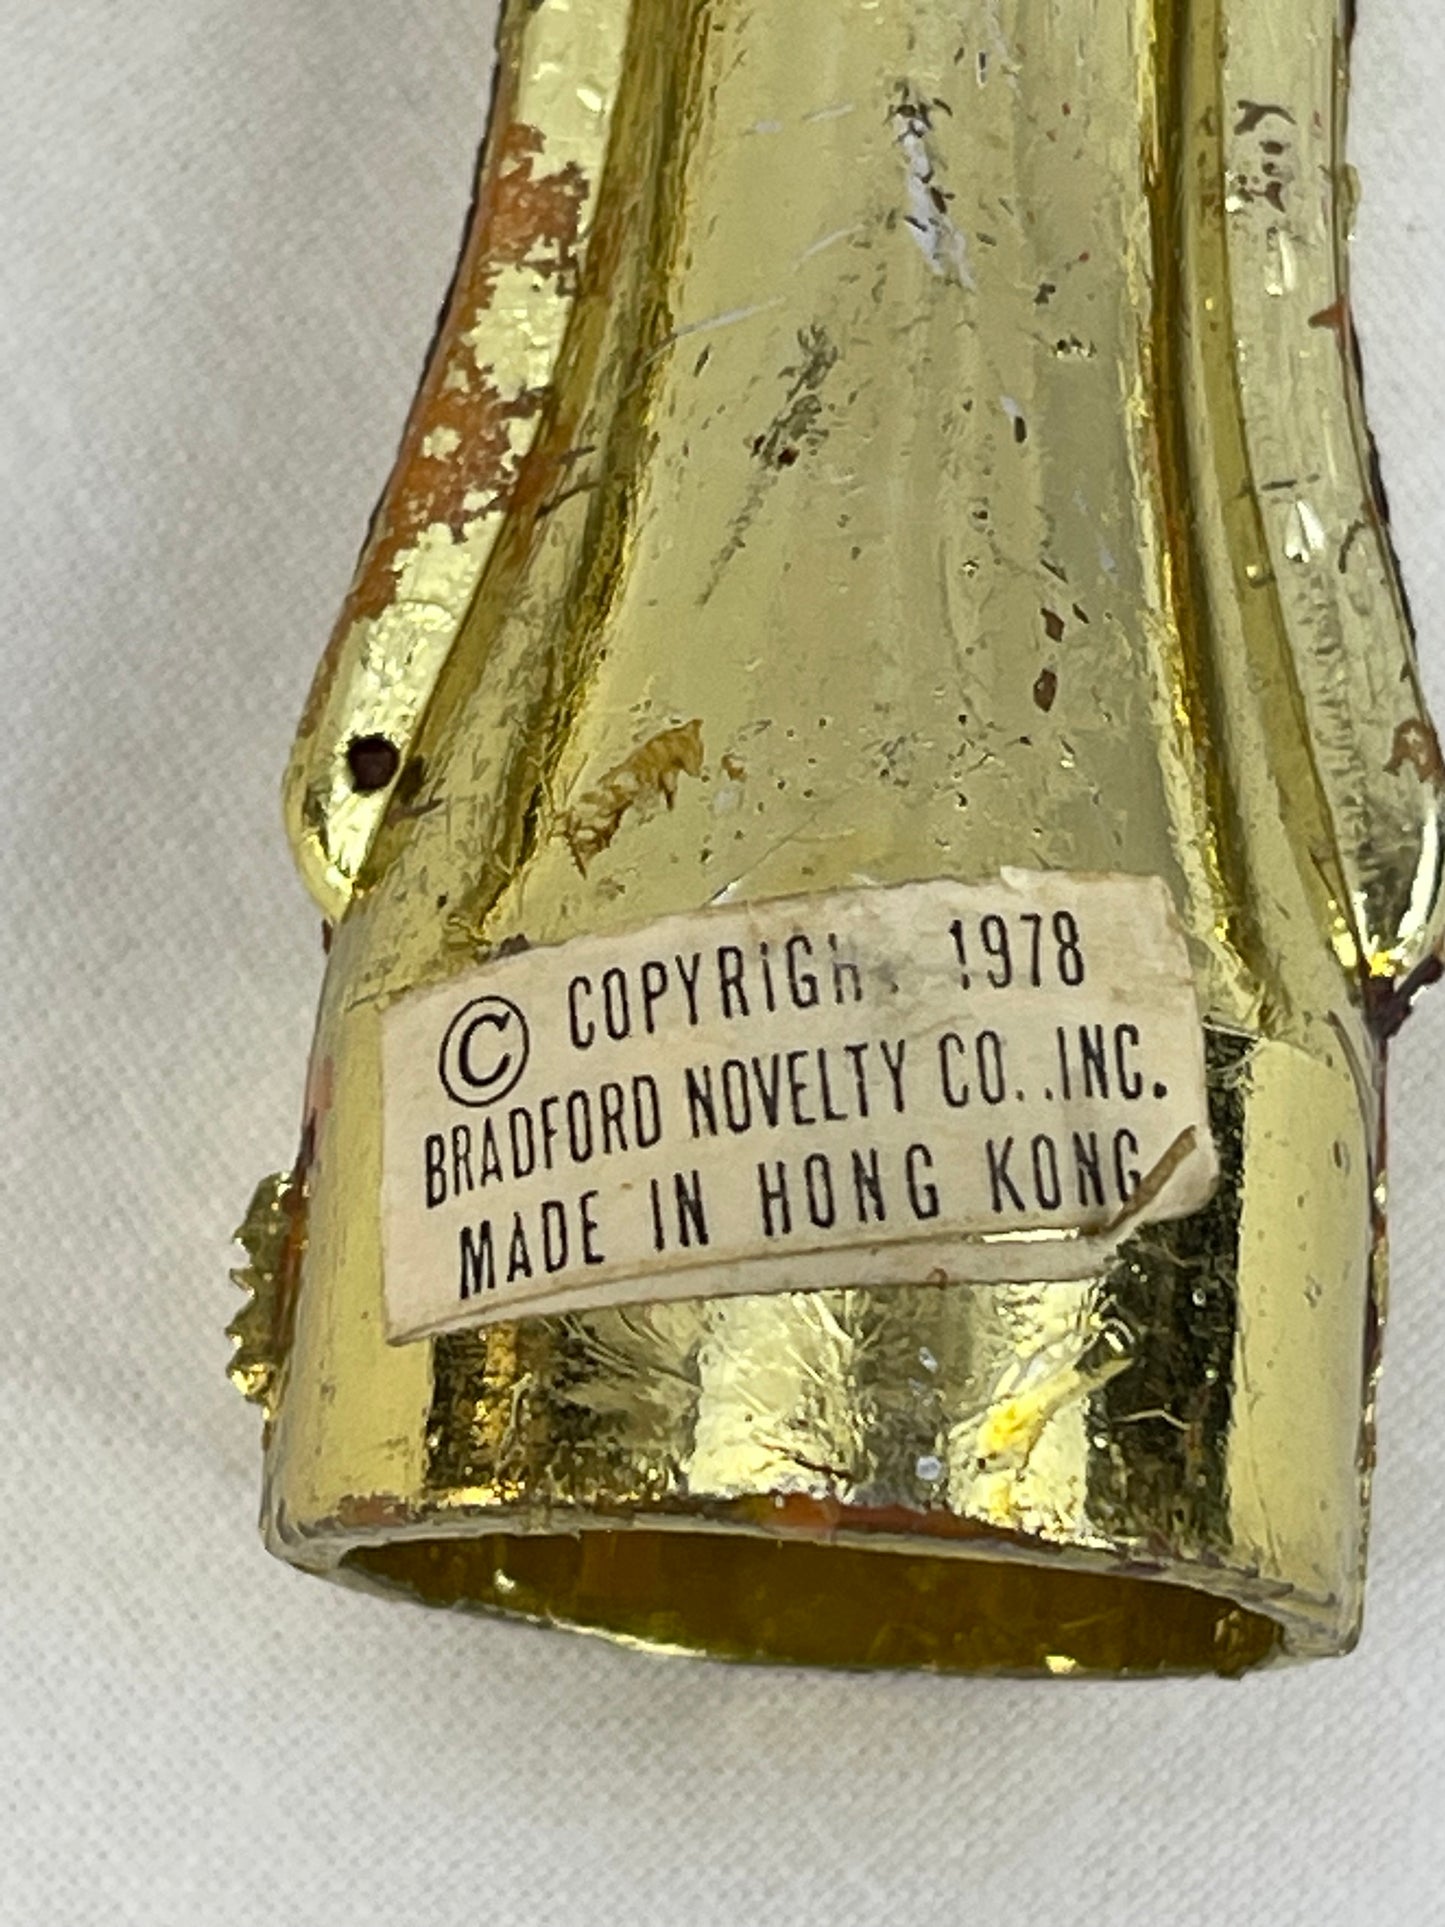 © COPYRIGH. 1978
BRADFORD NOVELTY CO..INC.
MADE IN HONG KONG